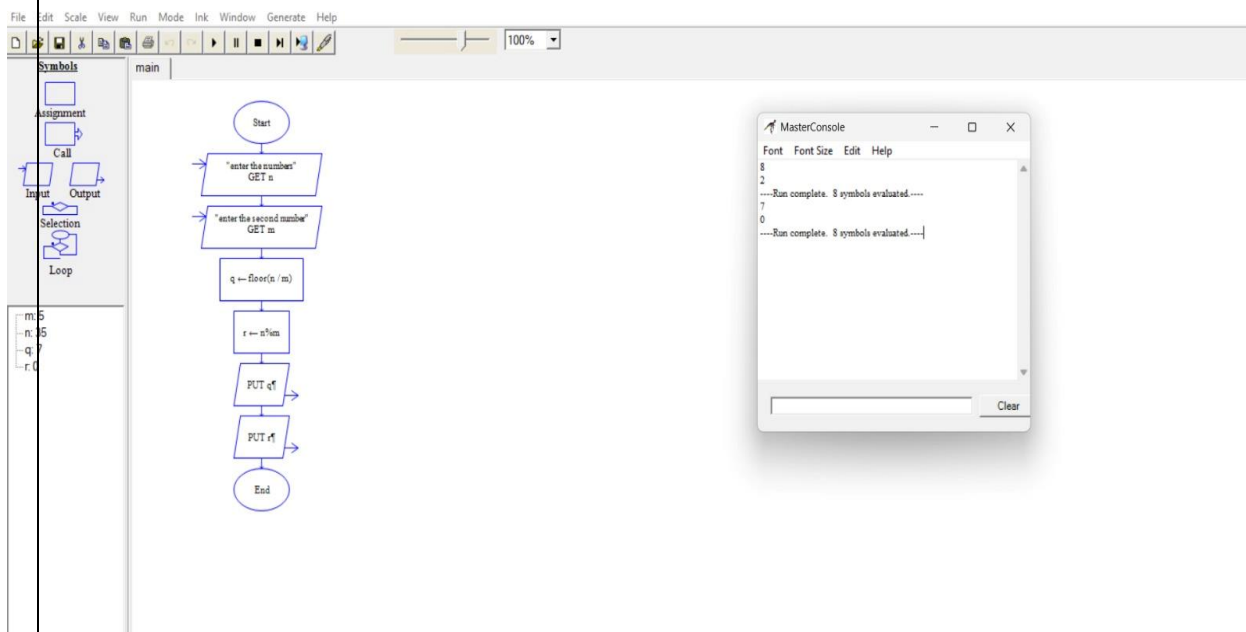 File Edit Scale View Run Mode Ink Window Generate Help
100%
Symbols
Assignment
Call
Input Output
Selection
Loop
m: 5
n: 35
q: 7
r: 0
main
Start
"enter the numbers"
GET n
"enter the second number"
GET m
q ← floor(n / m)
r ← n%m
PUT q¶
PUT r¶
End
MasterConsole
Font Font Size Edit Help
8
2
----Run complete. 8 symbols evaluated.----
7
0
----Run complete. 8 symbols evaluated.----
Clear